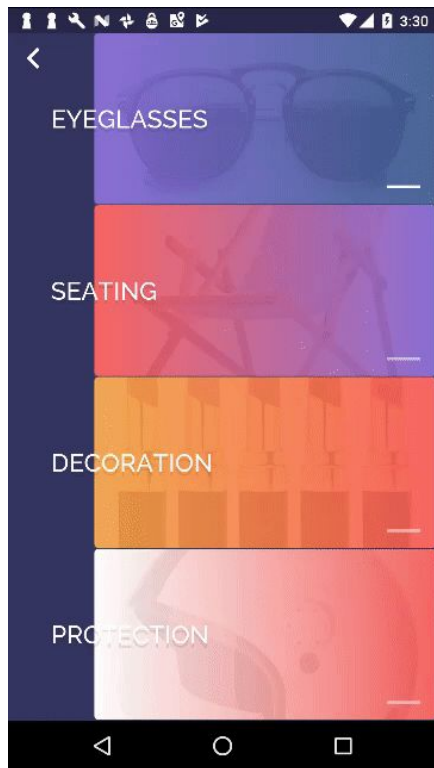 3:30
EYEGLASSES
SEATING
DECORATION
PROTECTION